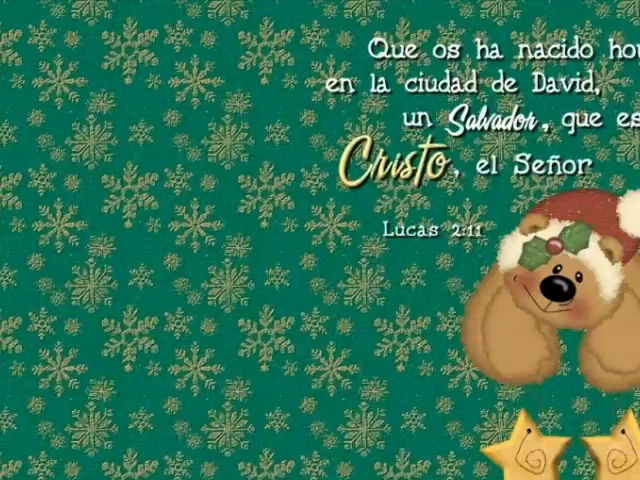 Que os ha nacido ho
en la ciudad de David,
un Salvador, que es
Cristo, el Señor
Lucas 2:11